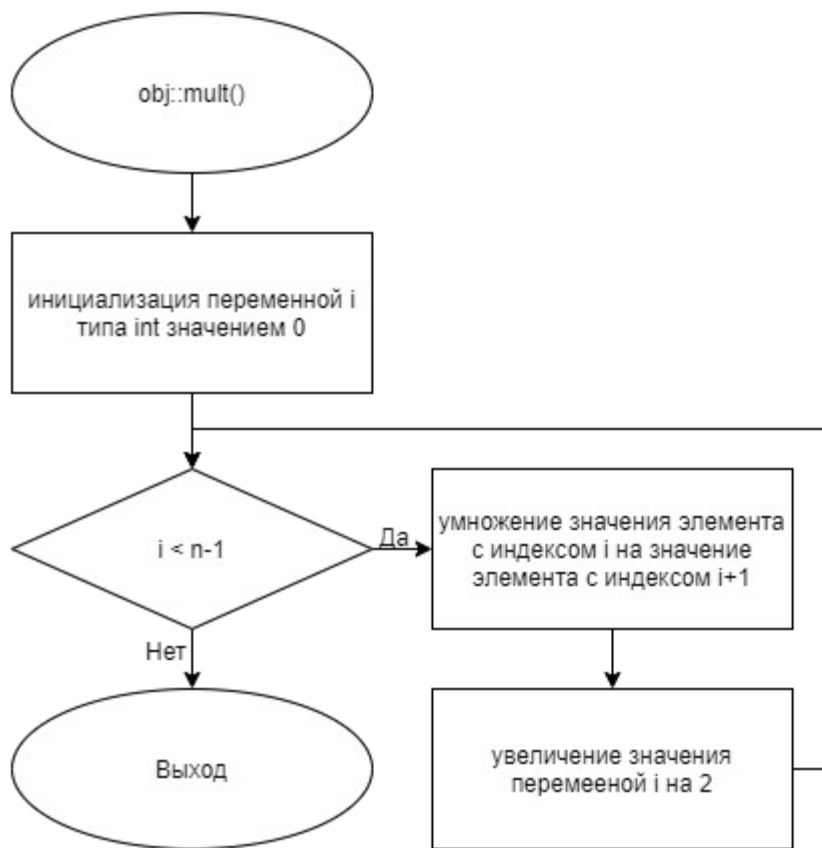 obj::mult()
инициализация переменной i
типа int значением 0
i < n-1
Да
умножение значения элемента
с индексом i на значение
элемента с индексом i+1
Нет
Выход
увеличение значения
перемееной i на 2